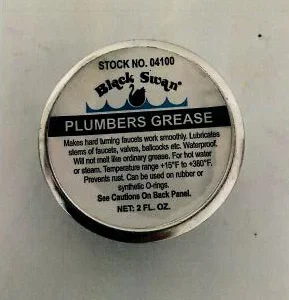 STOCK NO. 04100
Black Swan®
PLUMBERS GREASE
Makes hard turning faucets work smoothly. Lubricates
stems of faucets, valves, ballcocks etc. Waterproof.
Will not melt like ordinary grease. For hot water
or steam. Temperature range +15°F to +380°F.
Prevents rust. Can be used on rubber or
synthetic O-rings.
See Cautions On Back Panel.
NET: 2 FL. OZ.